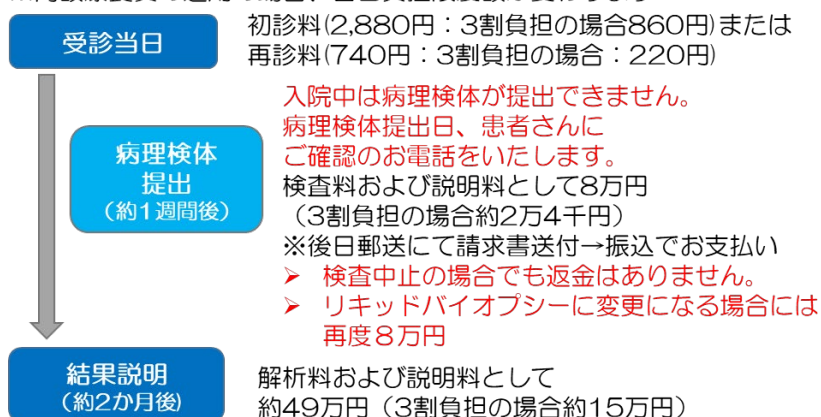 受診当日
初診料(2,880円：3割負担の場合860円)または
再診料(740円：3割負担の場合：220円)
病理検体
提出
（約1週間後）
入院中は病理検体が提出できません。
病理検体提出日、患者さんに
ご確認のお電話をいたします。
検査料および説明料として8万円
（3割負担の場合約2万4千円）
※後日郵送にて請求書送付→振込でお支払い
➢ 検査中止の場合でも返金はありません。
➢ リキッドバイオプシーに変更になる場合には
再度８万円
結果説明
（約2か月後）
解析料および説明料として
約49万円（3割負担の場合約15万円）